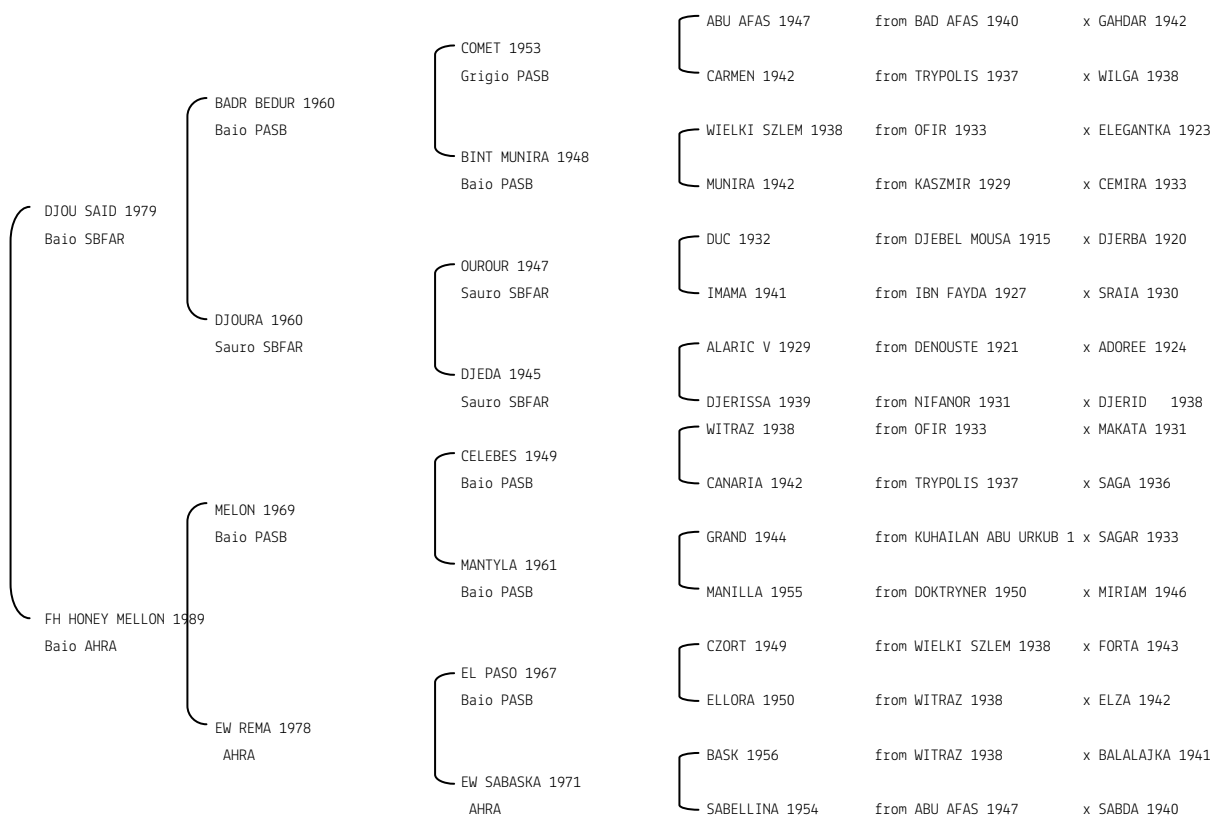 ABU AFAS 1947 from BAD AFAS 1940 x GAHDAR 1942
COMET 1953
Grigio PASB
CARMEN 1942 from TRYPOLIS 1937 x WILGA 1938
BADR BEDUR 1960
Baio PASB
WIELKI SZLEM 1938 from OFIR 1933 x ELEGANTKA 1923
BINT MUNIRA 1948
Baio PASB
MUNIRA 1942 from KASZMIR 1929 x CEMIRA 1933
DJOU SAID 1979
Baio SBFAR
DUC 1932 from DJEBEL MOUSA 1915 x DJERBA 1920
OUROUR 1947
Sauro SBFAR
IMAMA 1941 from IBN FAYDA 1927 x SRAIA 1930
DJOURA 1960
Sauro SBFAR
ALARIC V 1929 from DENOUSTE 1921 x ADOREE 1924
DJEDA 1945
Sauro SBFAR
DJERISSA 1939 from NIFANOR 1931 x DJERID 1938
WITRAZ 1938 from OFIR 1933 x MAKATA 1931
CELEBES 1949
Baio PASB
CANARIA 1942 from TRYPOLIS 1937 x SAGA 1936
MELON 1969
Baio PASB
GRAND 1944 from KUHAILAN ABU URKUB 1 x SAGAR 1933
MANTYLA 1961
Baio PASB
MANILLA 1955 from DOKTRYNER 1950 x MIRIAM 1946
FH HONEY MELLON 1989
Baio AHRA
CZORT 1949 from WIELKI SZLEM 1938 x FORTA 1943
EL PASO 1967
Baio PASB
ELLORA 1950 from WITRAZ 1938 x ELZA 1942
EW REMA 1978
AHRA
BASK 1956 from WITRAZ 1938 x BALALAJKA 1941
EW SABASKA 1971
AHRA
SABELLINA 1954 from ABU AFAS 1947 x SABDA 1940